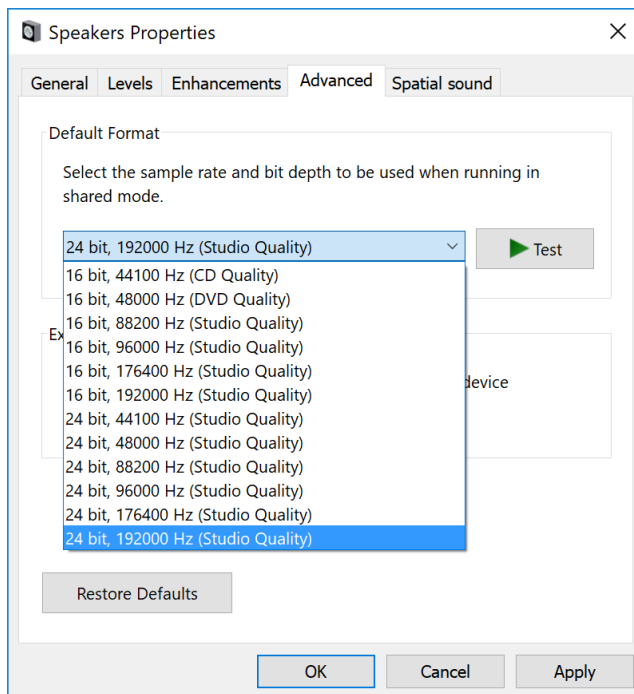 Speakers Properties
General Levels Enhancements Advanced Spatial sound
Default Format
Select the sample rate and bit depth to be used when running in
shared mode.
24 bit, 192000 Hz (Studio Quality)
Test
16 bit, 44100 Hz (CD Quality)
16 bit, 48000 Hz (DVD Quality)
16 bit, 88200 Hz (Studio Quality)
Ex
16 bit, 96000 Hz (Studio Quality)
16 bit, 176400 Hz (Studio Quality)
device
16 bit, 192000 Hz (Studio Quality)
24 bit, 44100 Hz (Studio Quality)
24 bit, 48000 Hz (Studio Quality)
24 bit, 88200 Hz (Studio Quality)
24 bit, 96000 Hz (Studio Quality)
24 bit, 176400 Hz (Studio Quality)
24 bit, 192000 Hz (Studio Quality)
Restore Defaults
OK Cancel Apply